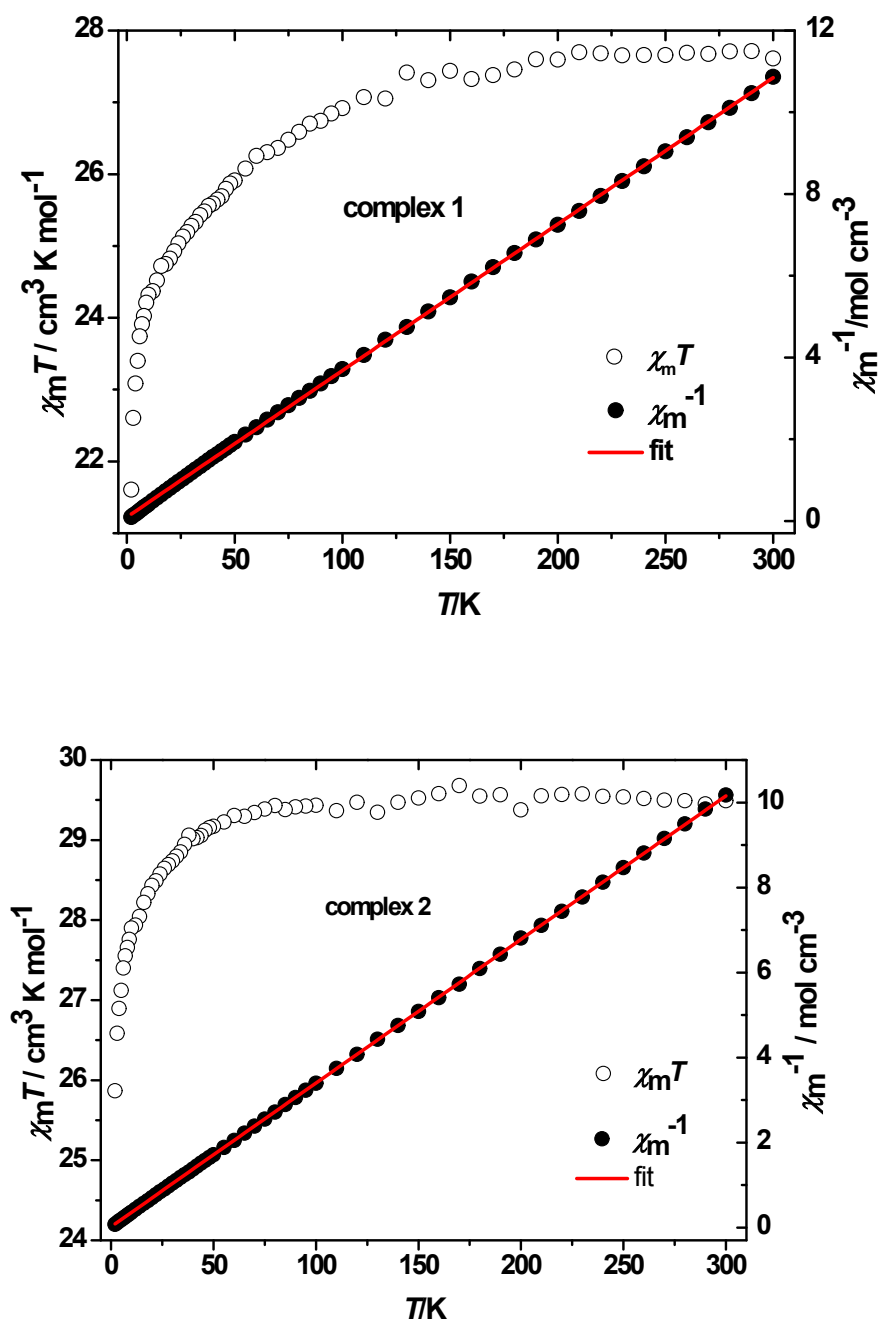 28
26
24
22
χmT / cm³ K mol⁻¹
12
8
4
0
χm⁻¹/mol cm⁻³
complex 1
χmT
χm⁻¹
fit
0 50 100 150 200 250 300
T/K
30
29
28
27
26
25
24
χmT / cm³ K mol⁻¹
10
8
6
4
2
0
χm⁻¹ / mol cm⁻³
complex 2
χmT
χm⁻¹
fit
0 50 100 150 200 250 300
T/K